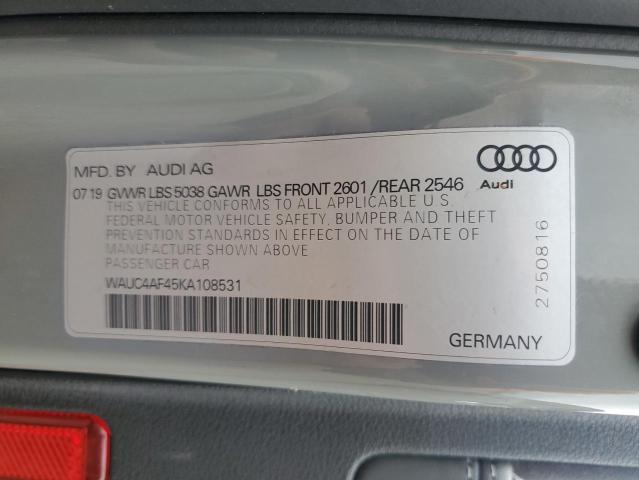 MFD. BY AUDI AG
07 19 GVWR LBS 5038 GAWR LBS FRONT 2601 /REAR 2546
Audi
THIS VEHICLE CONFORMS TO ALL APPLICABLE U.S.
FEDERAL MOTOR VEHICLE SAFETY, BUMPER AND THEFT
PREVENTION STANDARDS IN EFFECT ON THE DATE OF
MANUFACTURE SHOWN ABOVE
PASSENGER CAR
WAUC4AF45KA108531
2750816
GERMANY